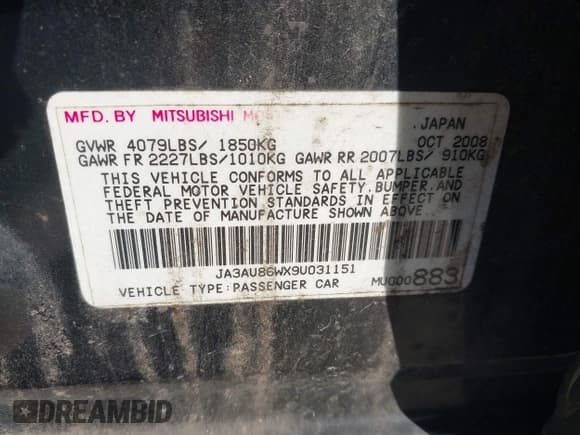 MFD. BY MITSUBISHI
JAPAN
GVWR 4079LBS/ 1850KG OCT 2008
GAWR FR 2227LBS/1010KG GAWR RR 2007LBS/ 910KG
THIS VEHICLE CONFORMS TO ALL APPLICABLE
FEDERAL MOTOR VEHICLE SAFETY, BUMPER, AND
THEFT PREVENTION STANDARDS IN EFFECT ON
THE DATE OF MANUFACTURE SHOWN ABOVE
JA3AU86WX9U031151
VEHICLE TYPE:PASSENGER CAR MU000883
DREAMBID